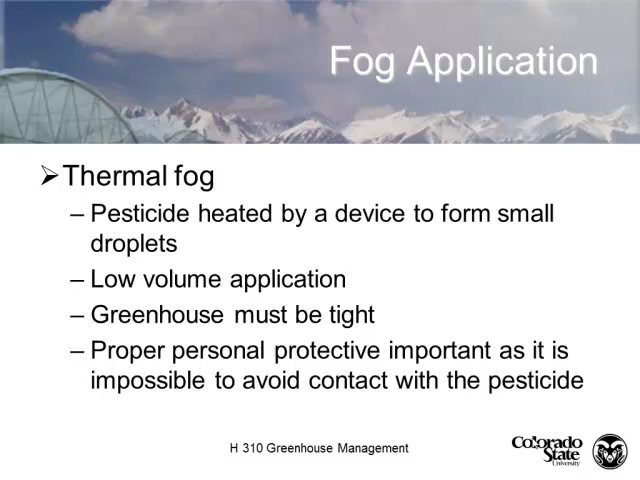 Fog Application
➢Thermal fog
– Pesticide heated by a device to form small
droplets
– Low volume application
– Greenhouse must be tight
– Proper personal protective important as it is
impossible to avoid contact with the pesticide
H 310 Greenhouse Management
Colorado
State
University